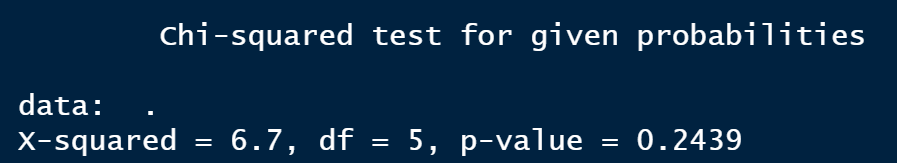 Chi-squared test for given probabilities
data:  .
X-squared = 6.7, df = 5, p-value = 0.2439